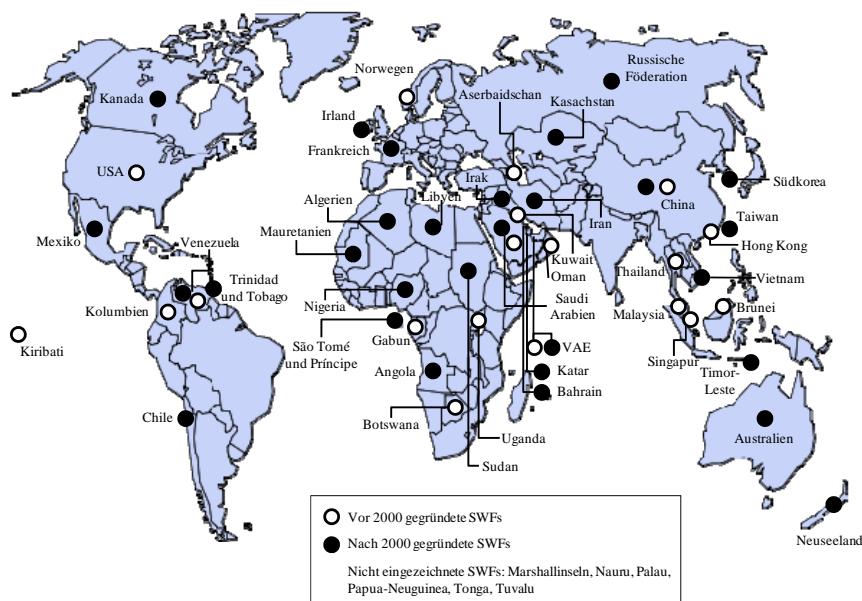 Norwegen
Russische
Föderation
Kanada
Aserbaidschan
Kasachstan
Irland
Frankreich
USA
Irak
China
Südkorea
Algerien
Libyen
Iran
Mexiko
Mauretanien
Taiwan
Venezuela
Kuwait
Hong Kong
Oman
Thailand
Trinidad
und Tobago
Vietnam
Nigeria
Saudi
Arabien
Kolumbien
Malaysia
Brunei
São Tomé
und Príncipe
Gabun
Kiribati
VAE
Singapur
Timor-
Leste
Angola
Katar
Bahrain
Chile
Botswana
Uganda
Australien
Sudan
Neuseeland
Vor 2000 gegründete SWFs
Nach 2000 gegründete SWFs
Nicht eingezeichnete SWFs: Marshallinseln, Nauru, Palau,
Papua-Neuguinea, Tonga, Tuvalu